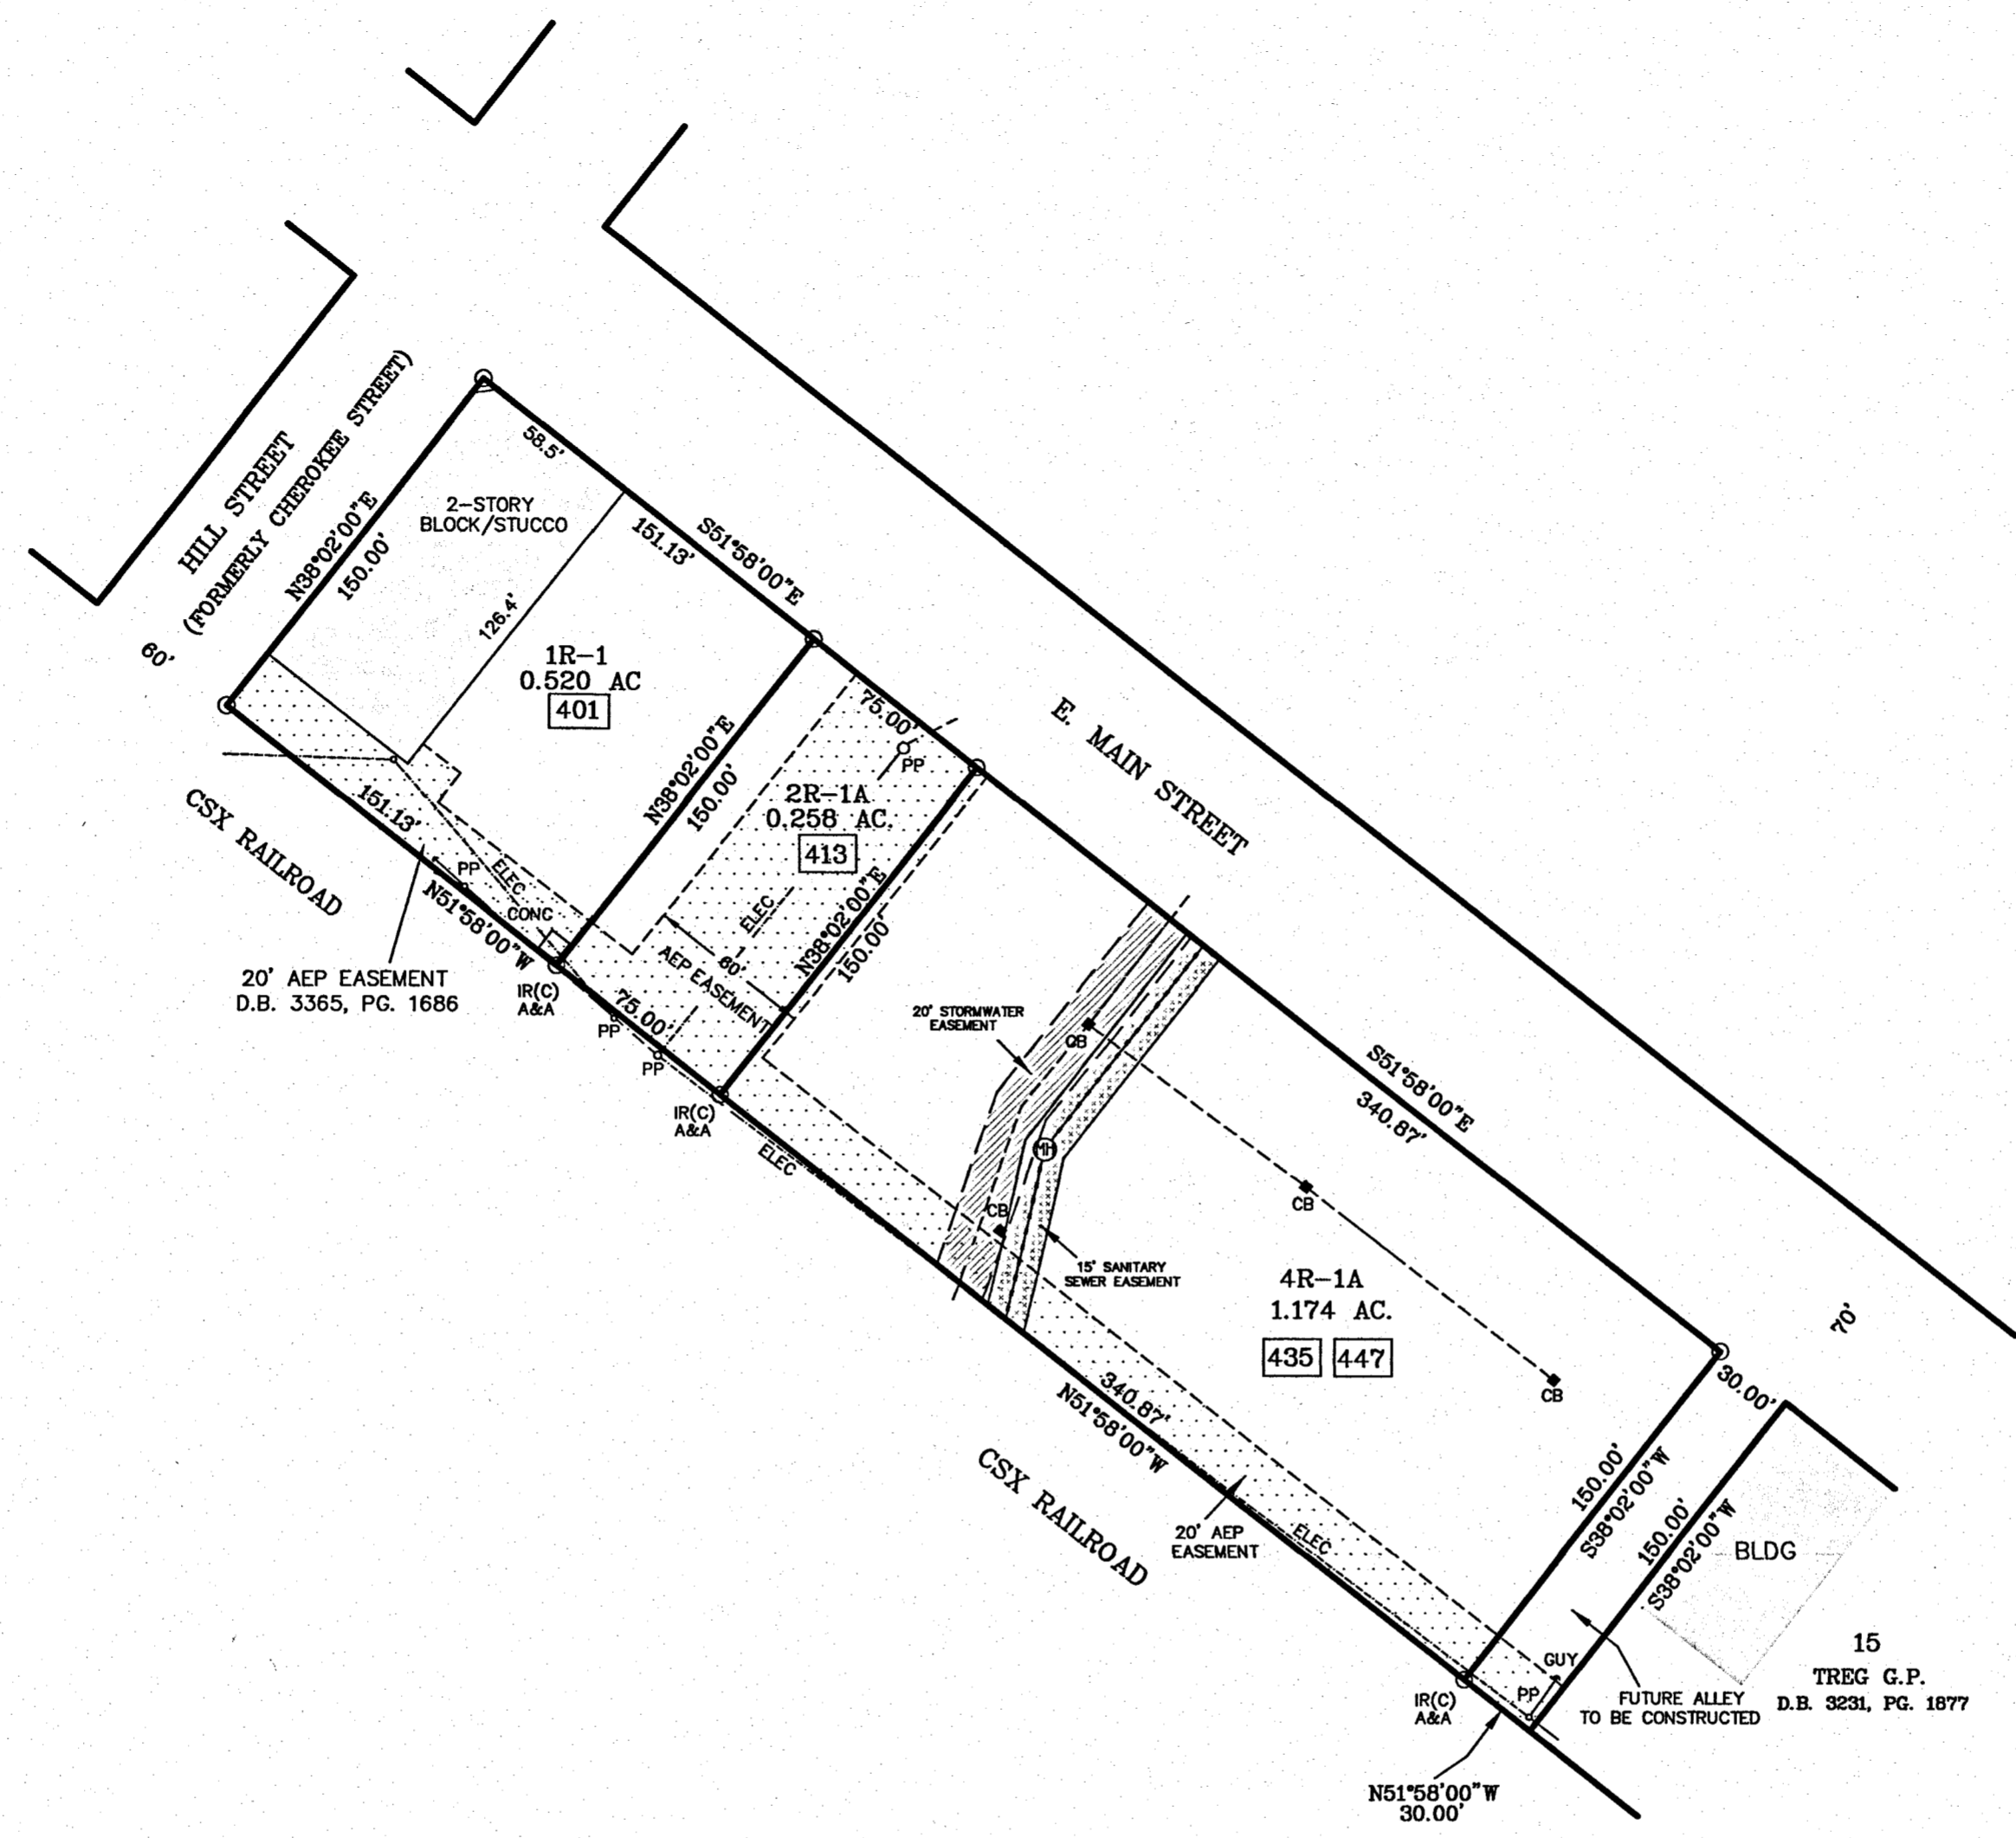 HILL STREET
(FORMERLY CHEROKEE STREET)
60'
N38°02'00"E
150.00'
58.5'
2-STORY
BLOCK/STUCCO
126.4'
151.13'
S51°58'00"E
1R-1
0.520 AC
401
CSX RAILROAD
151.13'
N51°58'00"W
PP
ELEC
CONC
20' AEP EASEMENT
D.B. 3365, PG. 1686
IR(C)
A&A
N38°02'00"E
150.00'
75.00'
PP
2R-1A
0.258 AC.
413
ELEC
60'
AEP EASEMENT
N38°02'00"E
150.00'
75.00'
PP
PP
IR(C)
A&A
ELEC
E. MAIN STREET
20' STORMWATER
EASEMENT
CB
MH
CB
15' SANITARY
SEWER EASEMENT
S51°58'00"E
340.87'
CB
CB
4R-1A
1.174 AC.
435 447
340.87'
N51°58'00"W
CSX RAILROAD
20' AEP
EASEMENT
ELEC
70'
30.00'
150.00'
S38°02'00"W
150.00'
S38°02'00"W
BLDG
15
TREG G.P.
D.B. 3231, PG. 1877
GUY
PP
FUTURE ALLEY
TO BE CONSTRUCTED
IR(C)
A&A
N51°58'00"W
30.00'